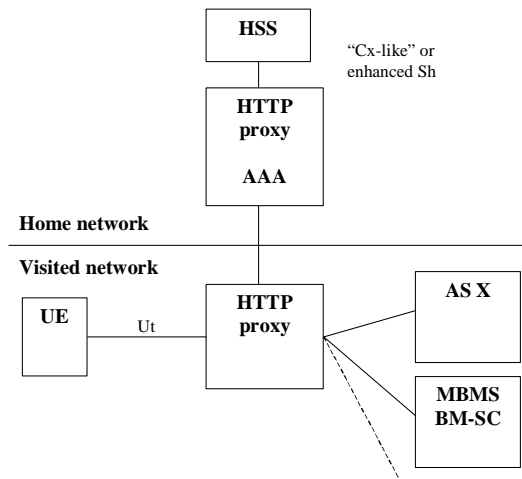 HSS
“Cx-like” or
enhanced Sh
HTTP
proxy
AAA
Home network
Visited network
HTTP
proxy
AS X
UE
Ut
MBMS
BM-SC